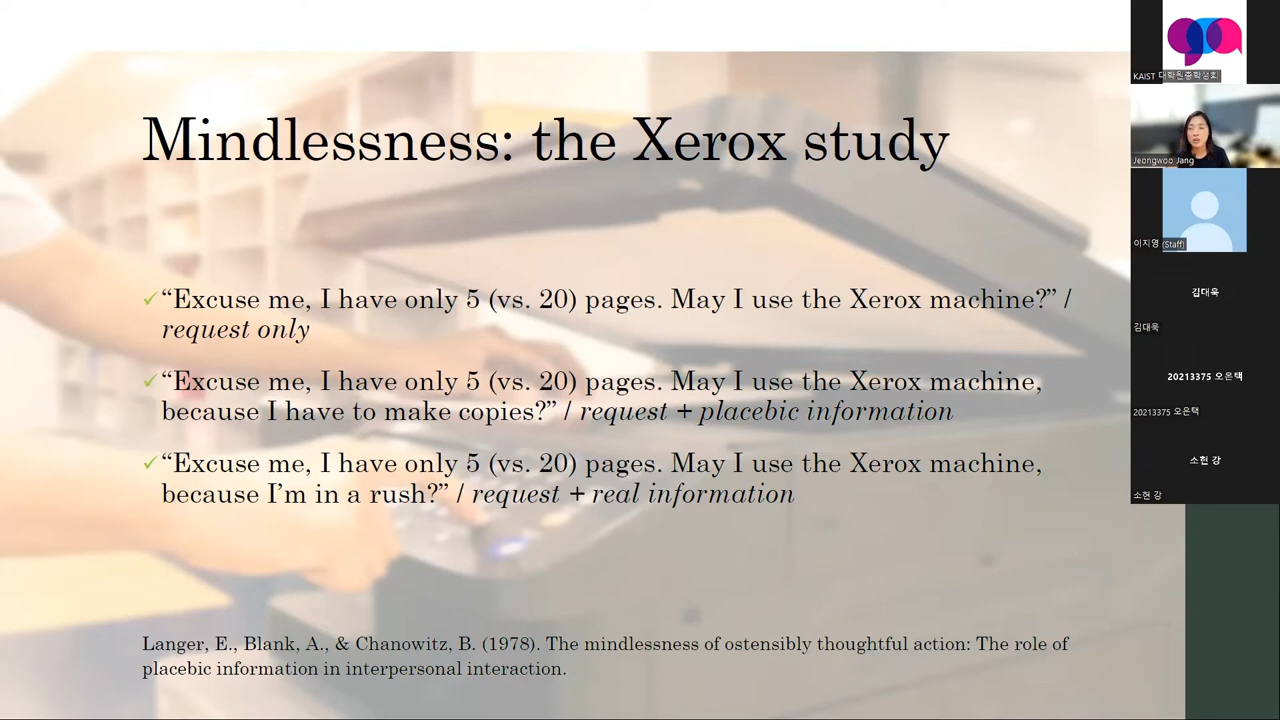 Mindlessness: the Xerox study
✓“Excuse me, I have only 5 (vs. 20) pages. May I use the Xerox machine?” /
request only
✓“Excuse me, I have only 5 (vs. 20) pages. May I use the Xerox machine,
because I have to make copies?” / request + placebic information
✓“Excuse me, I have only 5 (vs. 20) pages. May I use the Xerox machine,
because I’m in a rush?” / request + real information
Langer, E., Blank, A., & Chanowitz, B. (1978). The mindlessness of ostensibly thoughtful action: The role of
placebic information in interpersonal interaction.
KAIST 대학원총학생회
Jeongwoo Jang
이지영 (Staff)
김대욱
김대욱
20213375 오은택
20213375 오은택
소현 강
소현 강